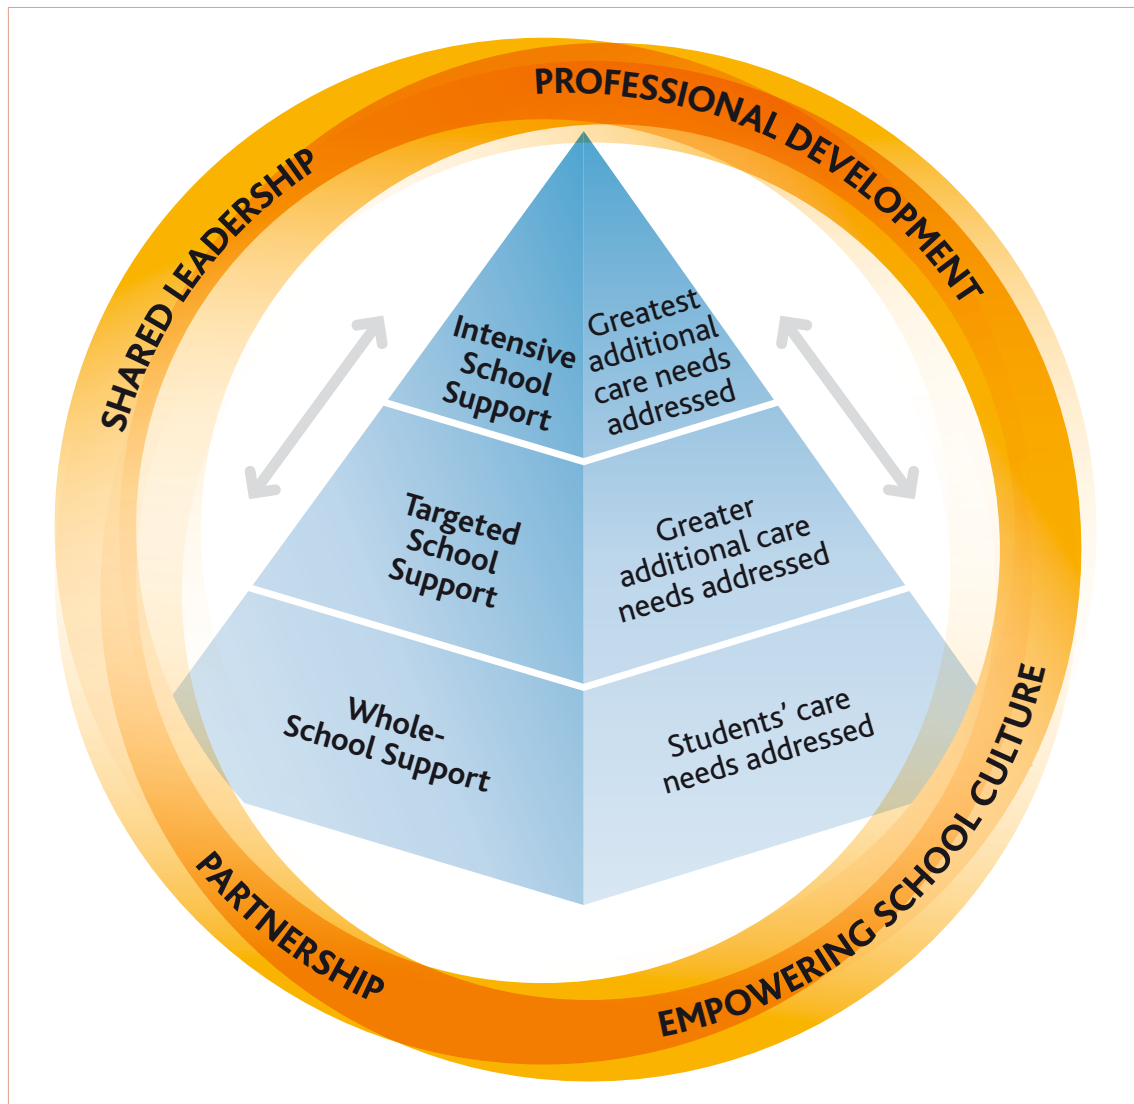 PROFESSIONAL DEVELOPMENT
SHARED LEADERSHIP
Intensive
School
Support
Greatest
additional
care needs
addressed
Targeted
School
Support
Greater
additional care
needs addressed
Whole-
School Support
Students’ care
needs addressed
PARTNERSHIP
EMPOWERING SCHOOL CULTURE